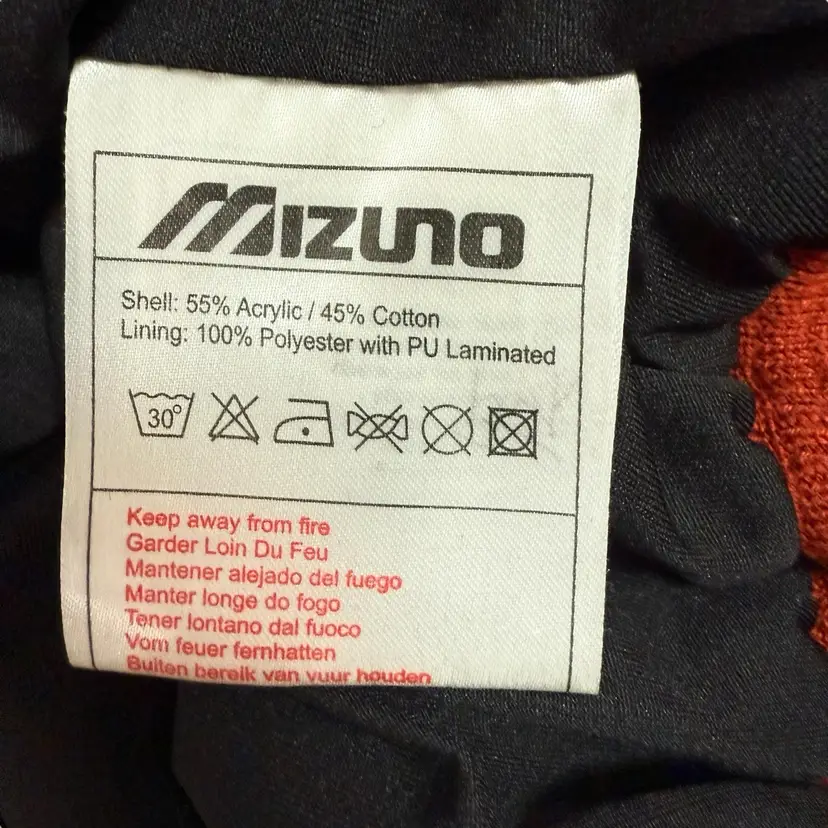 MIZUNO
Shell: 55% Acrylic / 45% Cotton
Lining: 100% Polyester with PU Laminated
30°
Keep away from fire
Garder Loin Du Feu
Mantener alejado del fuego
Manter longe do fogo
Tener lontano dal fuoco
Vom feuer fernhatten
Buiten bereik van vuur houden